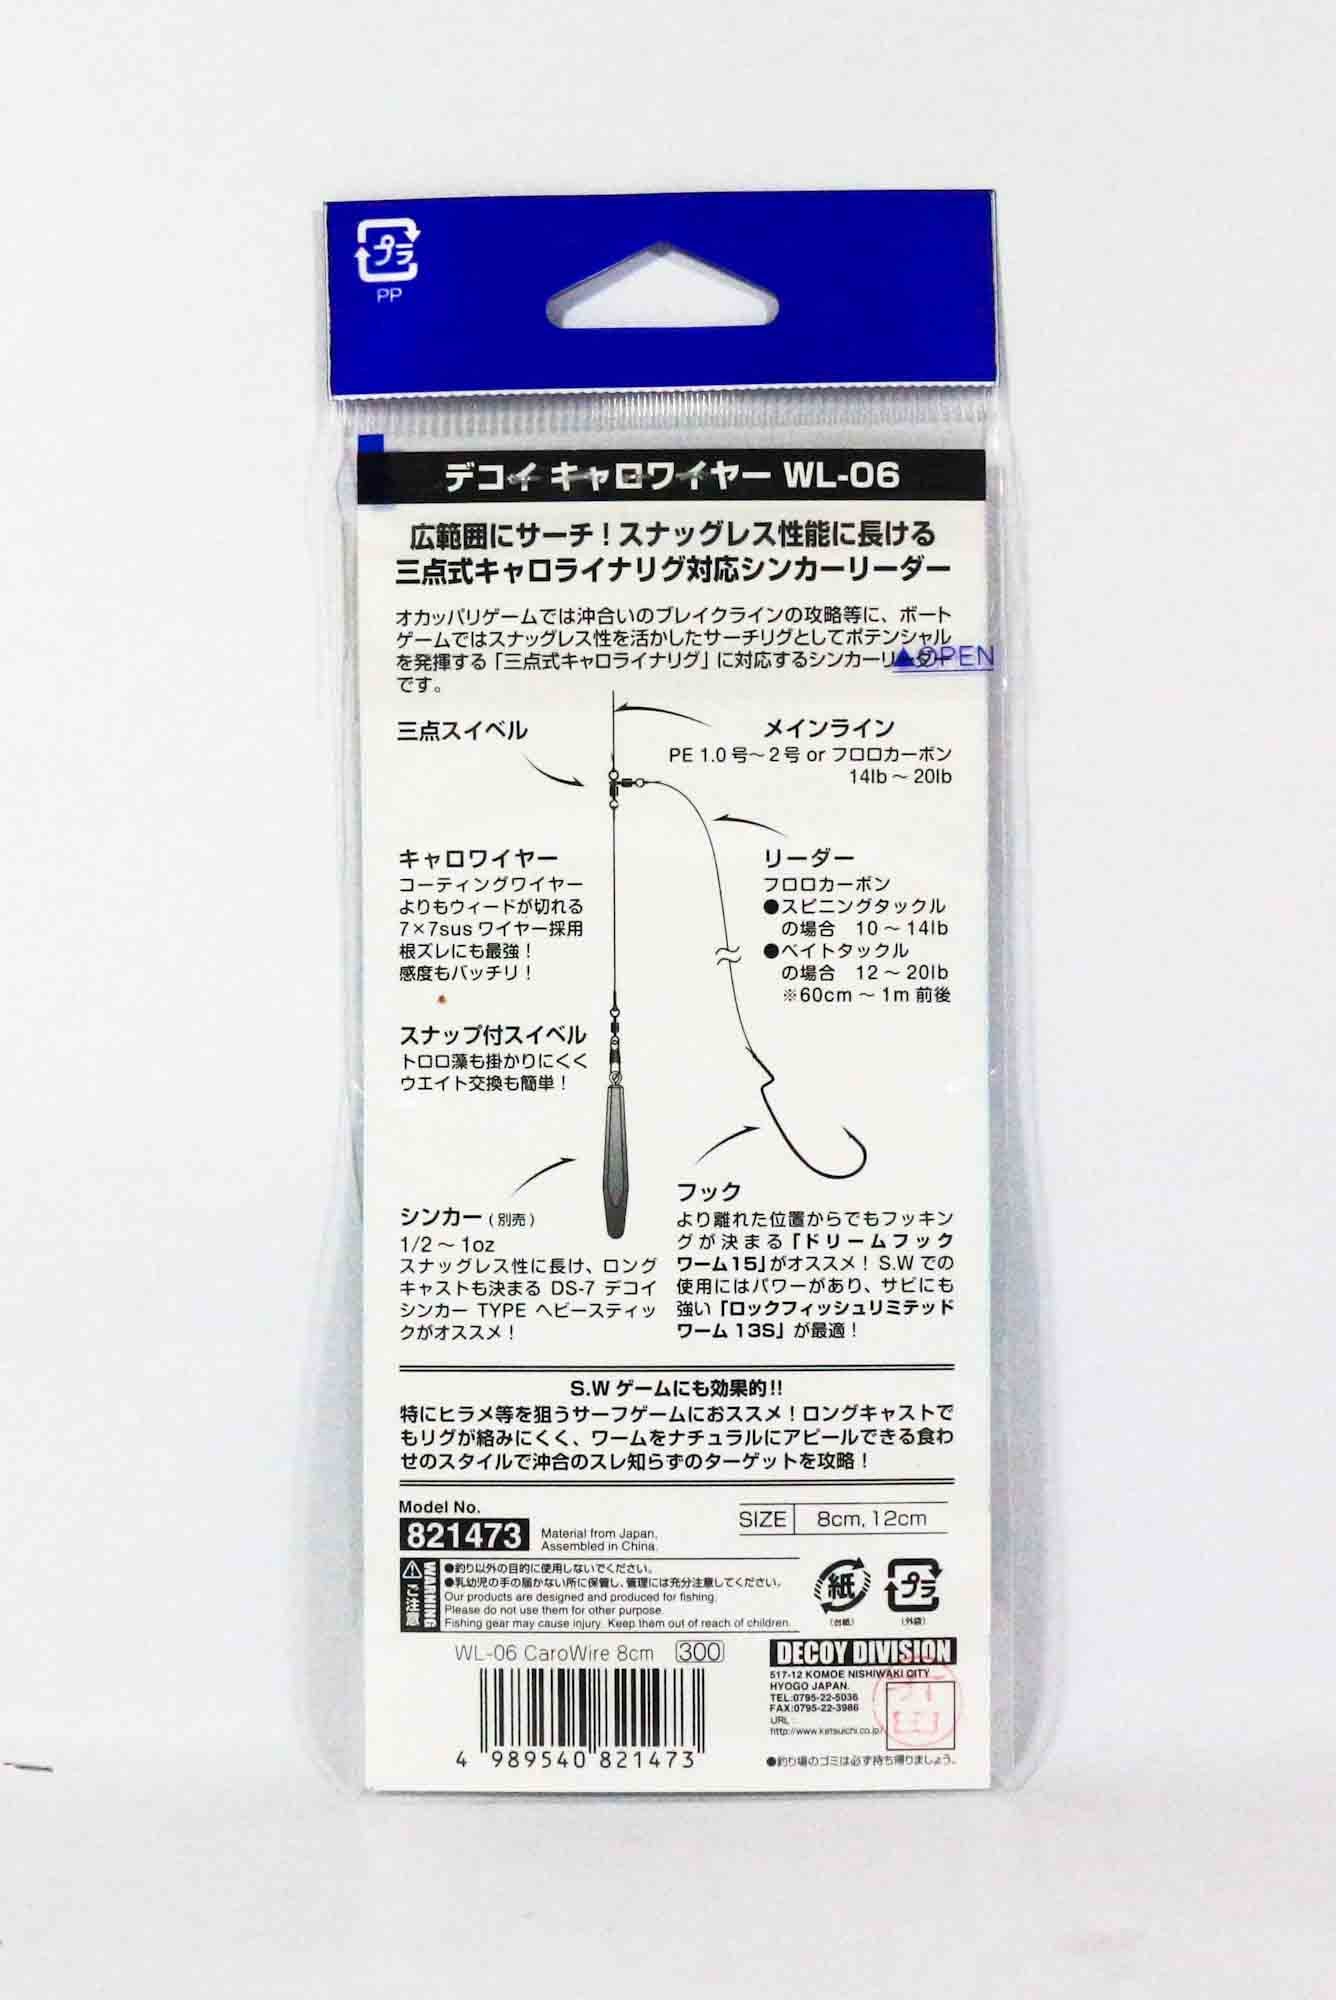 プラ
PP
デコイ キャロワイヤー WL-06
広範囲にサーチ！スナッグレス性能に長ける
三点式キャロライナリグ対応シンカーリーダー
オカッパリゲームでは沖合いのブレイクラインの攻略等に、ボート
ゲームではスナッグレス性を活かしたサーチリグとしてポテンシャル
を発揮する「三点式キャロライナリグ」に対応するシンカーリーダー
です。
▲OPEN
三点スイベル
メインライン
PE 1.0号～2号 or フロロカーボン
14lb ～ 20lb
キャロワイヤー
コーティングワイヤー
よりもウィードが切れる
7×7sus ワイヤー採用
根ズレにも最強！
感度もバッチリ！
リーダー
フロロカーボン
●スピニングタックル
の場合 10 ～ 14lb
●ベイトタックル
の場合 12 ～ 20lb
※60cm ～ 1m 前後
スナップ付スイベル
トロロ藻も掛かりにくく
ウエイト交換も簡単！
シンカー (別売)
1/2 ～ 1oz
スナッグレス性に長け、ロング
キャストも決まる DS-7 デコイ
シンカー TYPE ヘビースティッ
クがオススメ！
フック
より離れた位置からでもフッキン
グが決まる「ドリームフック
ワーム15」がオススメ！ S.W での
使用にはパワーがあり、サビにも
強い「ロックフィッシュリミテッド
ワーム 13S」が最適！
S.W ゲームにも効果的!!
特にヒラメ等を狙うサーフゲームにおススメ！ロングキャストで
もリグが絡みにくく、ワームをナチュラルにアピールできる食わ
せのスタイルで沖合のスレ知らずのターゲットを攻略！
Model No.
821473
Material from Japan.
Assembled in China.
SIZE 8cm, 12cm
WARNING
ご注意
●釣り以外の目的に使用しないでください。
●乳幼児の手の届かない所に保管し、管理には充分注意してください。
Our products are designed and produced for fishing.
Please do not use them for other purpose.
Fishing gear may cause injury. Keep them out of reach of children.
紙
(台紙)
プラ
(外袋)
WL-06 CaroWire 8cm 300
4 989540 821473
DECOY DIVISION
517-12 KOMOE NISHIWAKI CITY
HYOGO JAPAN.
TEL:0795-22-5036
FAX:0795-22-3986
URL:
http://www.katsuichi.co.jp/
●釣り場のゴミは必ず持ち帰りましょう。